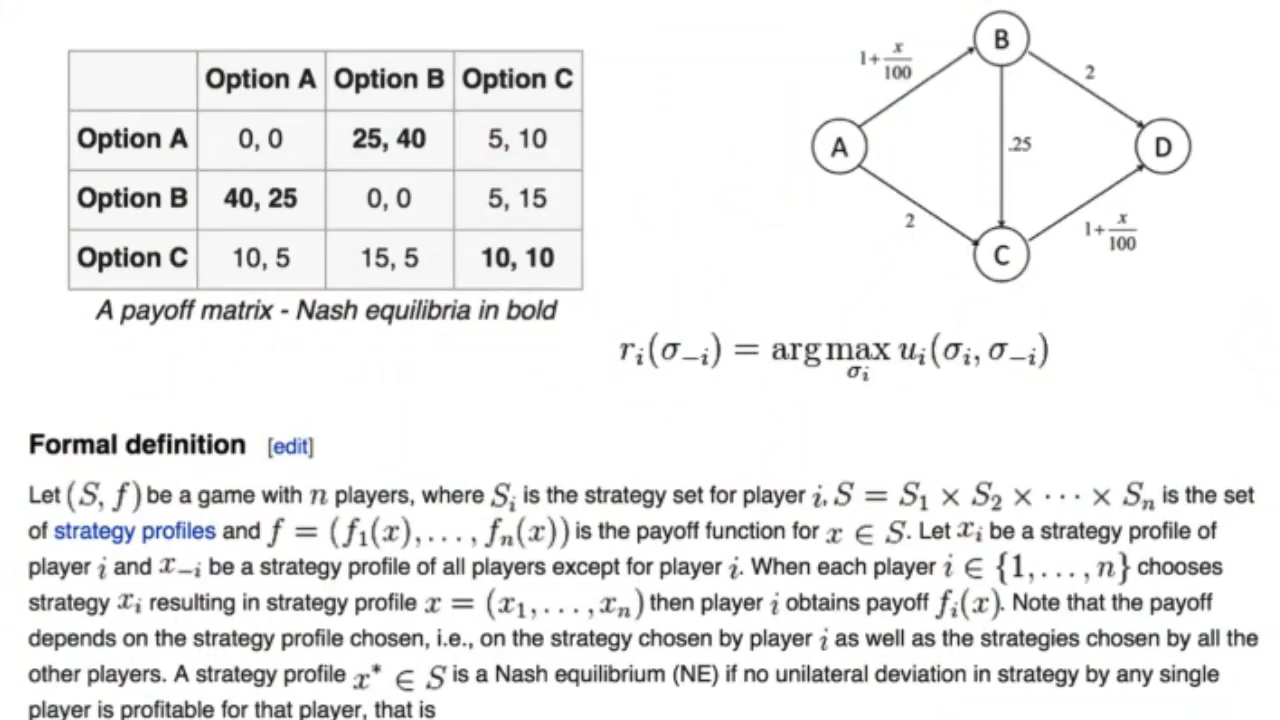 Option A Option B Option C
Option A 0, 0 25, 40 5, 10
Option B 40, 25 0, 0 5, 15
Option C 10, 5 15, 5 10, 10
A payoff matrix - Nash equilibria in bold
B
1+x/100
2
A
.25
D
2
1+x/100
C
r_i(σ_−i) = arg max_σ_i u_i(σ_i, σ_−i)
Formal definition [edit]
Let (S, f) be a game with n players, where S_i is the strategy set for player i, S = S_1 × S_2 × ⋯ × S_n is the set
of strategy profiles and f = (f_1(x), . . . , f_n(x)) is the payoff function for x ∈ S. Let x_i be a strategy profile of
player i and x_−i be a strategy profile of all players except for player i. When each player i ∈ {1, . . . , n} chooses
strategy x_i resulting in strategy profile x = (x_1, . . . , x_n) then player i obtains payoff f_i(x). Note that the payoff
depends on the strategy profile chosen, i.e., on the strategy chosen by player i as well as the strategies chosen by all the
other players. A strategy profile x* ∈ S is a Nash equilibrium (NE) if no unilateral deviation in strategy by any single
player is profitable for that player, that is